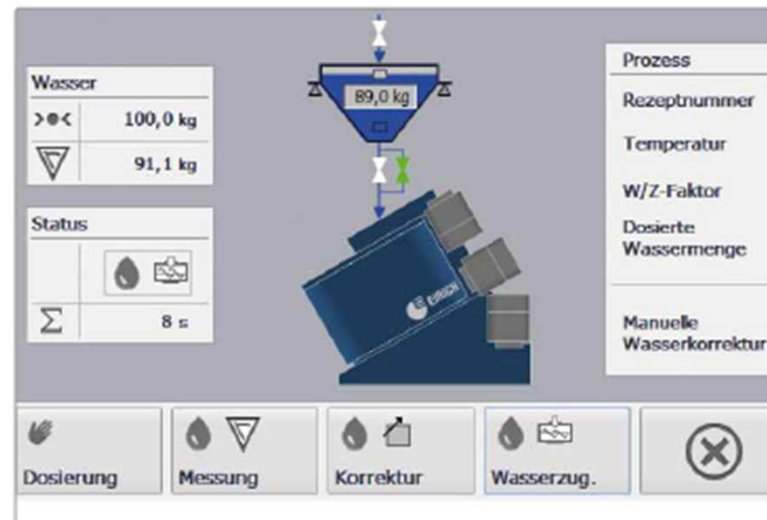 Wasser
100,0 kg
91,1 kg
Status
Σ 8 s
89,0 kg
EIRICH
Prozess
Rezeptnummer
Temperatur
W/Z-Faktor
Dosierte
Wassermenge
Manuelle
Wasserkorrektur
Dosierung
Messung
Korrektur
Wasserzug.